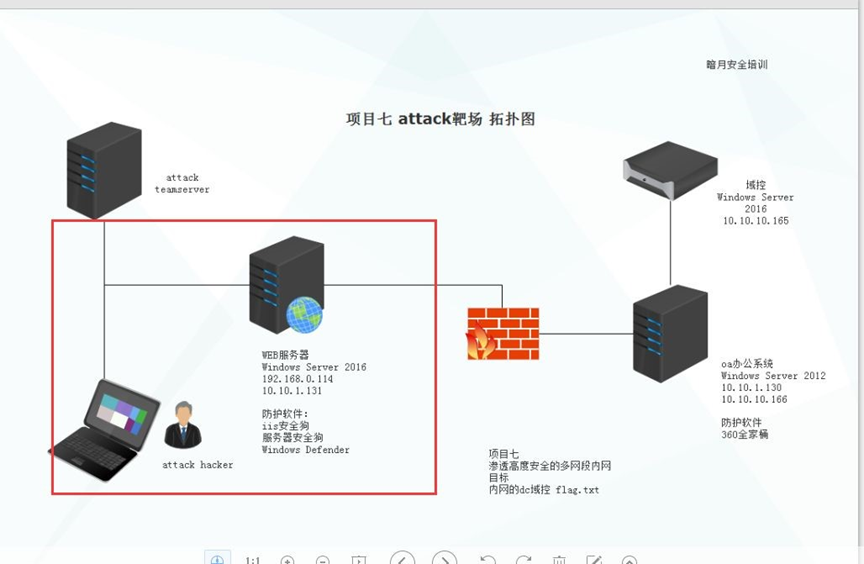 暗月安全培训
项目七 attack靶场 拓扑图
attack
teamserver
域控
Windows Server
2016
10.10.10.165
WEB服务器
Windows Server 2016
192.168.0.114
10.10.1.131
防护软件:
iis安全狗
服务器安全狗
Windows Defender
attack hacker
oa办公系统
Windows Server 2012
10.10.1.130
10.10.10.166
防护软件
360全家桶
项目七
渗透高度安全的多网段内网
目标
内网的dc域控 flag.txt
1:1